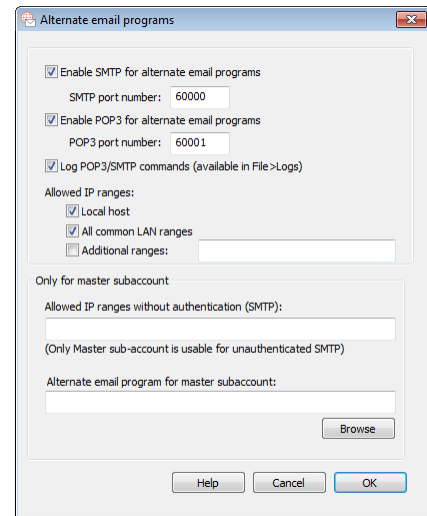 Alternate email programs
Enable SMTP for alternate email programs
SMTP port number: 60000
Enable POP3 for alternate email programs
POP3 port number: 60001
Log POP3/SMTP commands (available in File>Logs)
Allowed IP ranges:
Local host
All common LAN ranges
Additional ranges:
Only for master subaccount
Allowed IP ranges without authentication (SMTP):
(Only Master sub-account is usable for unauthenticated SMTP)
Alternate email program for master subaccount:
Browse
Help Cancel OK